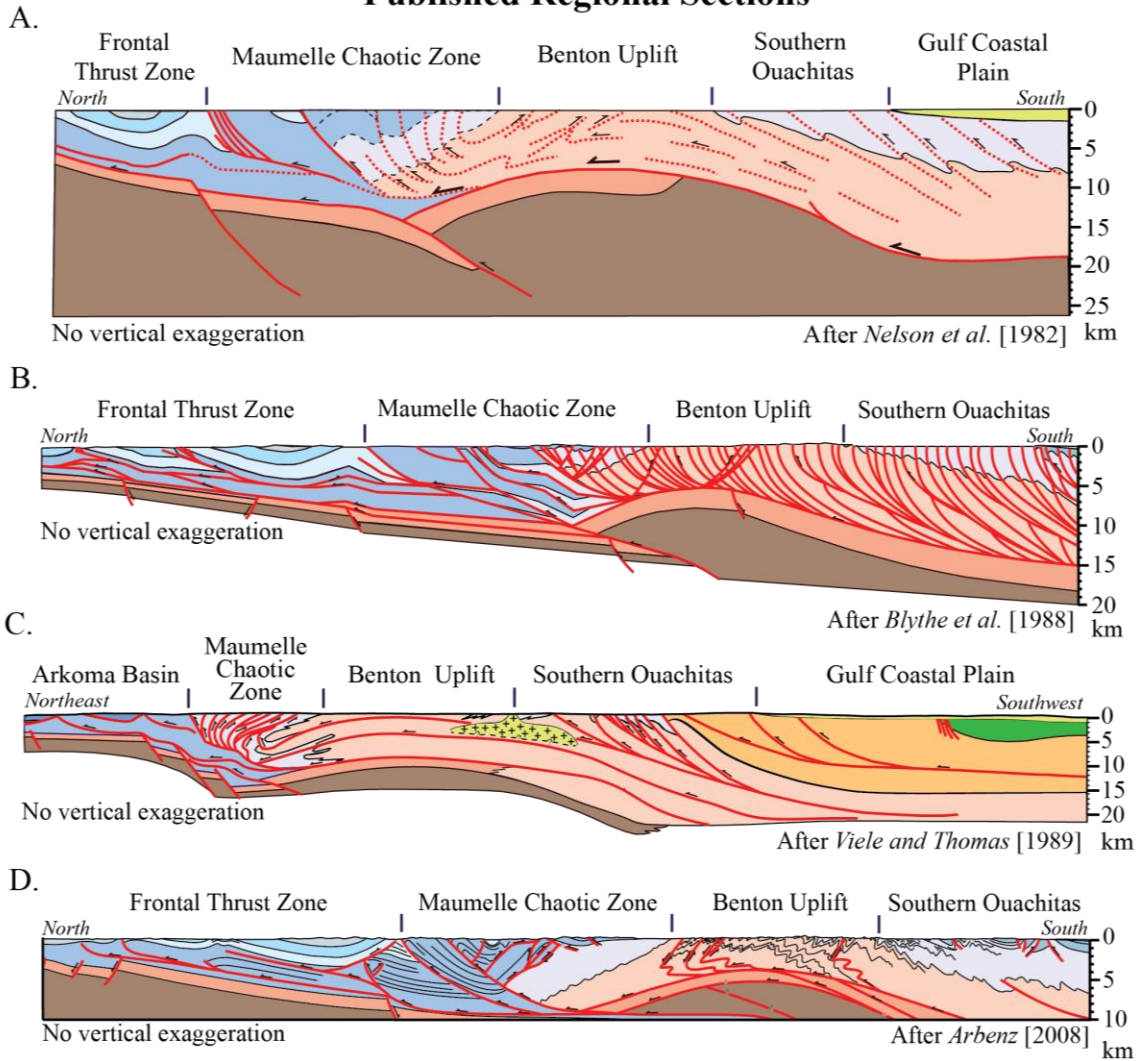 Published Regional Sections
A.
Frontal
Thrust Zone
Maumelle Chaotic Zone
Benton Uplift
Southern
Ouachitas
Gulf Coastal
Plain
North
South
0
5
10
15
20
25
km
No vertical exaggeration
After Nelson et al. [1982]
B.
Frontal Thrust Zone
Maumelle Chaotic Zone
Benton Uplift
Southern Ouachitas
North
South
0
5
10
15
20
km
No vertical exaggeration
After Blythe et al. [1988]
C.
Arkoma Basin
Maumelle
Chaotic
Zone
Benton Uplift
Southern Ouachitas
Gulf Coastal Plain
Northeast
Southwest
0
5
10
15
20
km
No vertical exaggeration
After Viele and Thomas [1989]
D.
Frontal Thrust Zone
Maumelle Chaotic Zone
Benton Uplift
Southern Ouachitas
North
South
0
5
10
km
No vertical exaggeration
After Arbenz [2008]